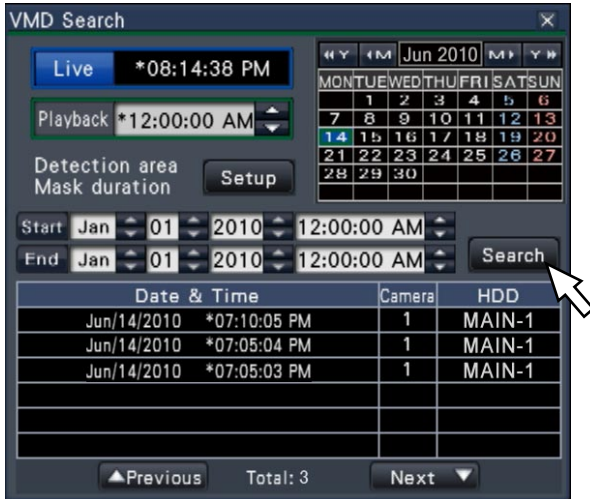 VMD Search
Live *08:14:38 PM
Playback *12:00:00 AM
Detection area
Mask duration
Setup
Y M Jun 2010 M Y
MON TUE WED THU FRI SAT SUN
1 2 3 4 5 6
7 8 9 10 11 12 13
14 15 16 17 18 19 20
21 22 23 24 25 26 27
28 29 30
Start Jan 01 2010 12:00:00 AM
End Jan 01 2010 12:00:00 AM
Search
Date & Time Camera HDD
Jun/14/2010 *07:10:05 PM 1 MAIN-1
Jun/14/2010 *07:05:04 PM 1 MAIN-1
Jun/14/2010 *07:05:03 PM 1 MAIN-1
Previous Total: 3 Next